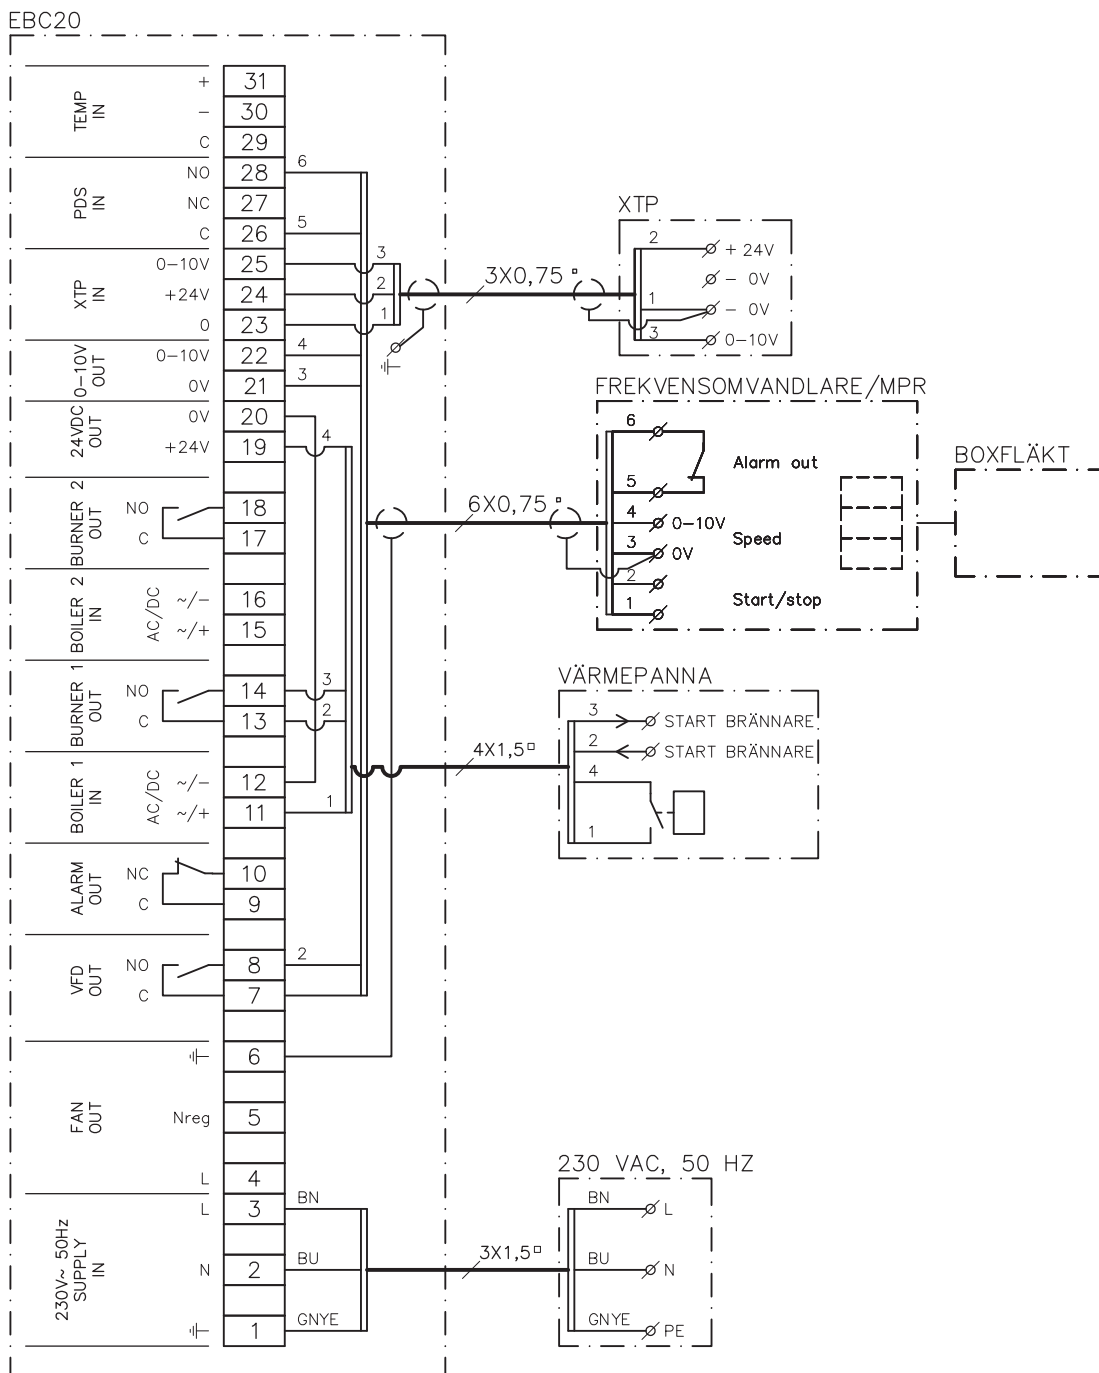 EBC20
TEMP IN
+ 31
- 30
C 29
PDS IN
NO 28 6
NC 27
C 26 5
XTP IN
0-10V 25 3
+24V 24 2
0 23 1
0-10V OUT
0-10V 22 4
0V 21 3
24VDC OUT
0V 20
+24V 19 4
BURNER 2 OUT
NO 18
C 17
BOILER 2 IN
AC/DC
~/- 16
~/+ 15
BURNER 1 OUT
NO 14 3
C 13 2
BOILER 1 IN
AC/DC
~/- 12
~/+ 11 1
ALARM OUT
NC 10
C 9
VFD OUT
NO 8 2
C 7
FAN OUT
6
Nreg 5
L 4
230V~ 50Hz SUPPLY IN
L 3 BN
N 2 BU
1 GNYE
3X0,75
XTP
2 + 24V
- 0V
1 - 0V
3 0-10V
6X0,75
FREKVENSOMVANDLARE/MPR
6
Alarm out
5
4 0-10V
Speed
3 0V
2
Start/stop
1
BOXFLÄKT
4X1,5
VÄRMEPANNA
3 START BRÄNNARE
2 START BRÄNNARE
4
1
3X1,5
230 VAC, 50 HZ
BN L
BU N
GNYE PE